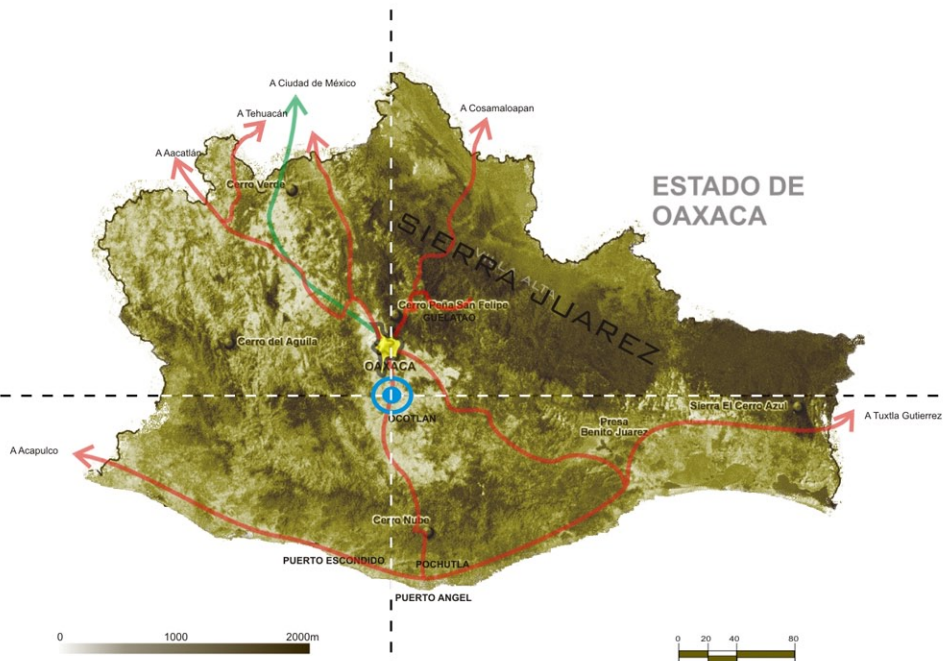 A Ciudad de México
A Tehuacán
A Cosamaloapan
A Aacatlán
Cerro Verde
ESTADO DE
OAXACA
SIERRA JUAREZ
VILLA ALTA
Cerro Peña San Felipe
GUELATAO
Cerro del Aguila
OAXACA
OCOTLAN
Sierra El Cerro Azul
A Tuxtla Gutierrez
Presa
Benito Juarez
A Acapulco
Cerro Nube
PUERTO ESCONDIDO
POCHUTLA
PUERTO ANGEL
0 1000 2000m
0 20 40 80